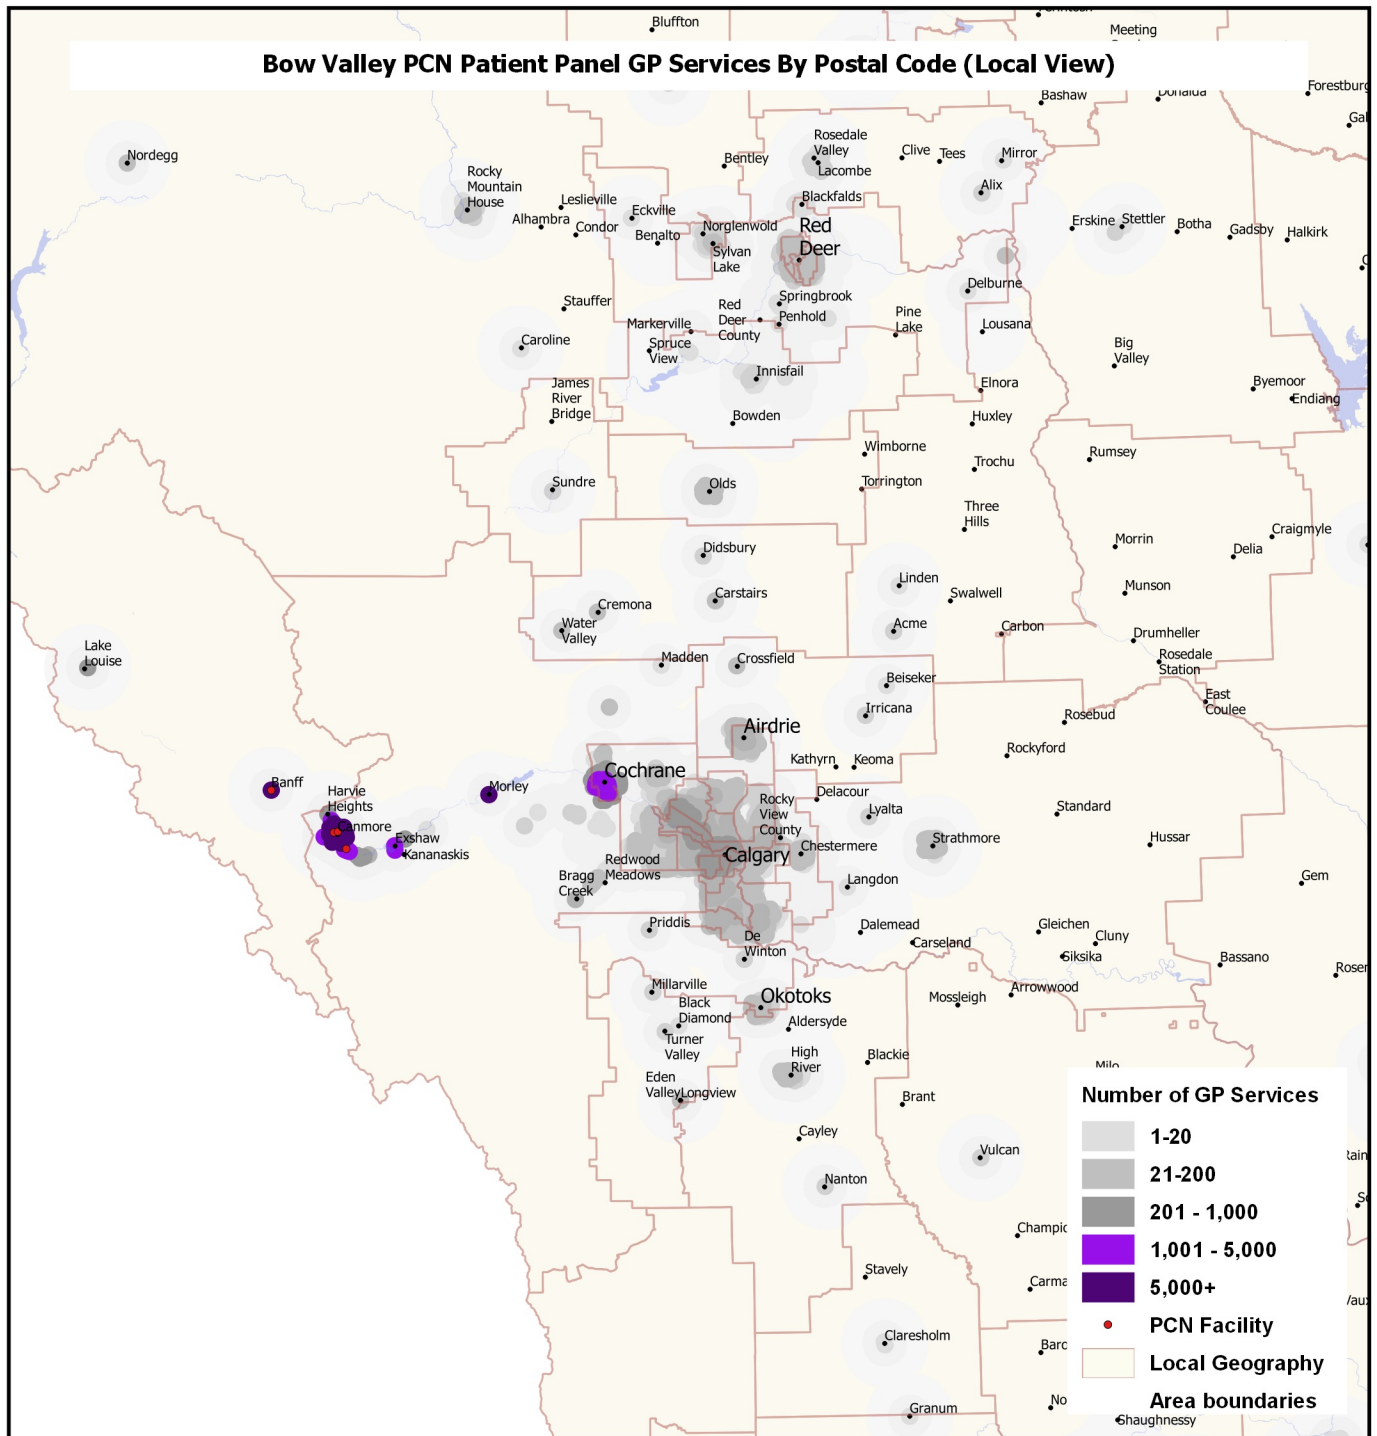 Bluffton
Meeting
Bow Valley PCN Patient Panel GP Services By Postal Code (Local View)
Forestburg
Bashaw
Donalda
Nordegg
Rosedale
Valley
Lacombe
Clive
Tees
Mirror
Bentley
Rocky
Mountain
House
Leslieville
Alhambra
Condor
Eckville
Benalto
Norglenwold
Sylvan
Lake
Blackfalds
Alix
Red
Deer
Erskine
Stettler
Botha
Gadsby
Halkirk
Delburne
Stauffer
Springbrook
Red
Deer
County
Penhold
Pine
Lake
Lousana
Markerville
Spruce
View
Caroline
Big
Valley
Innisfail
James
River
Bridge
Elnora
Byemoor
Endiang
Bowden
Huxley
Wimborne
Rumsey
Trochu
Sundre
Olds
Torrington
Three
Hills
Craigmyle
Morrin
Delia
Didsbury
Linden
Swalwell
Munson
Carstairs
Cremona
Water
Valley
Acme
Carbon
Drumheller
Rosedale
Station
Lake
Louise
Madden
Crossfield
Beiseker
East
Coulee
Irricana
Rosebud
Airdrie
Rockyford
Kathyrn
Keoma
Cochrane
Banff
Morley
Harvie
Heights
Canmore
Exshaw
Kananaskis
Delacour
Rocky
View
County
Lyalta
Standard
Strathmore
Hussar
Calgary
Chestermere
Redwood
Meadows
Bragg
Creek
Langdon
Gem
Priddis
De
Winton
Dalemead
Carseland
Gleichen
Cluny
Siksika
Bassano
Millarville
Okotoks
Mossleigh
Arrowwood
Black
Diamond
Turner
Valley
Aldersyde
High
River
Blackie
Milo
Eden
Valley
Longview
Brant
Cayley
Vulcan
Nanton
Stavely
Claresholm
Granum
Shaughnessy
Number of GP Services
1-20
21-200
201 - 1,000
1,001 - 5,000
5,000+
PCN Facility
Local Geography
Area boundaries